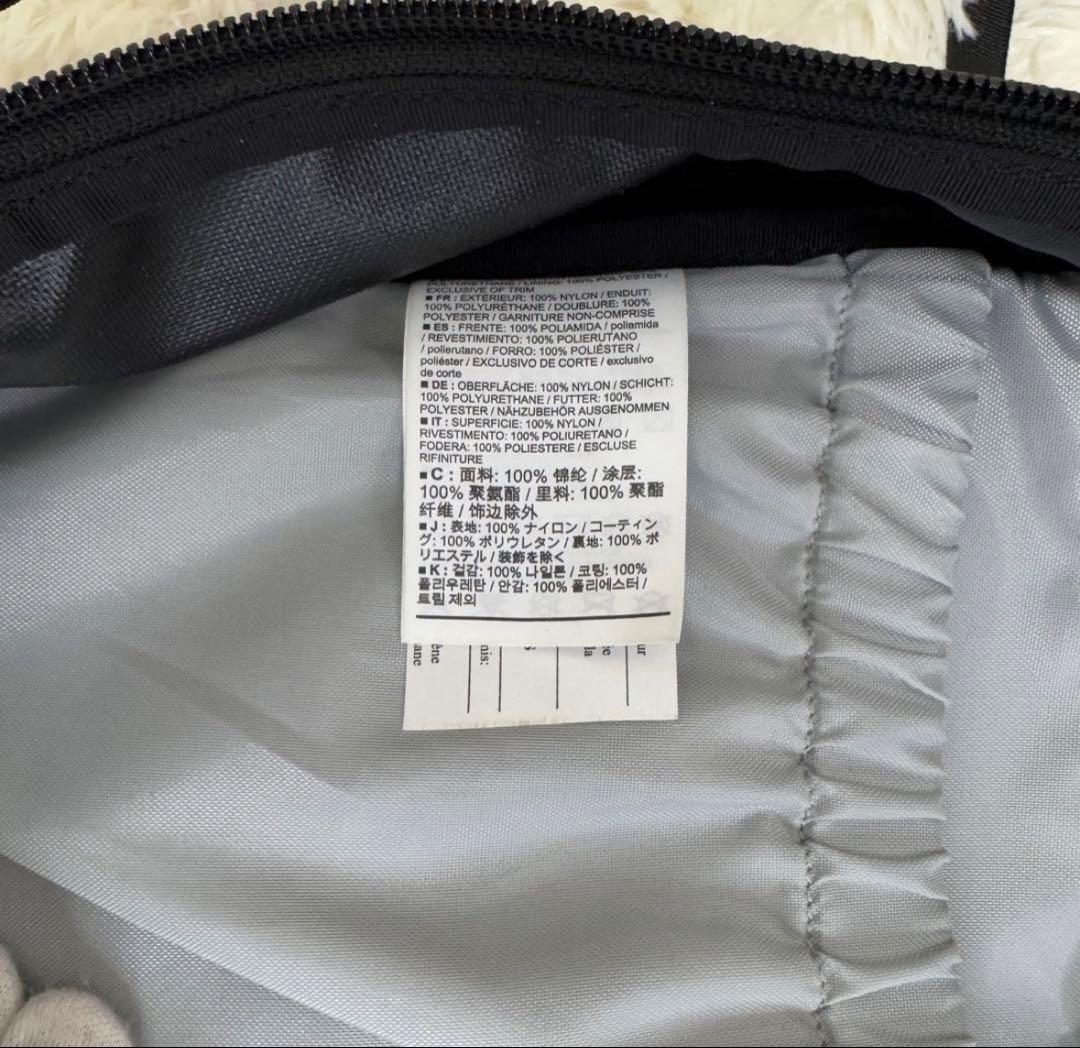 POLYURETHANE / LINING: 100% POLYESTER /
EXCLUSIVE OF TRIM
■ FR : EXTÉRIEUR: 100% NYLON / ENDUIT:
100% POLYURÉTHANE / DOUBLURE: 100%
POLYESTER / GARNITURE NON-COMPRISE
■ ES : FRENTE: 100% POLIAMIDA / poliamida
/ REVESTIMIENTO: 100% POLIERUTANO
/ polierutano / FORRO: 100% POLIÉSTER /
poliéster / EXCLUSIVO DE CORTE / exclusivo
de corte
■ DE : OBERFLÄCHE: 100% NYLON / SCHICHT:
100% POLYURETHANE / FUTTER: 100%
POLYESTER / NÄHZUBEHÖR AUSGENOMMEN
■ IT : SUPERFICIE: 100% NYLON /
RIVESTIMENTO: 100% POLIURETANO /
FODERA: 100% POLIESTERE / ESCLUSE
RIFINITURE
■ C : 面料: 100% 锦纶 / 涂层:
100% 聚氨酯 / 里料: 100% 聚酯
纤维 / 饰边除外
■ J : 表地: 100% ナイロン / コーティン
グ: 100% ポリウレタン / 裏地: 100% ポ
リエステル / 装飾を除く
■ K : 겉감: 100% 나일론 / 코팅: 100%
폴리우레탄 / 안감: 100% 폴리에스터 /
트림 제외